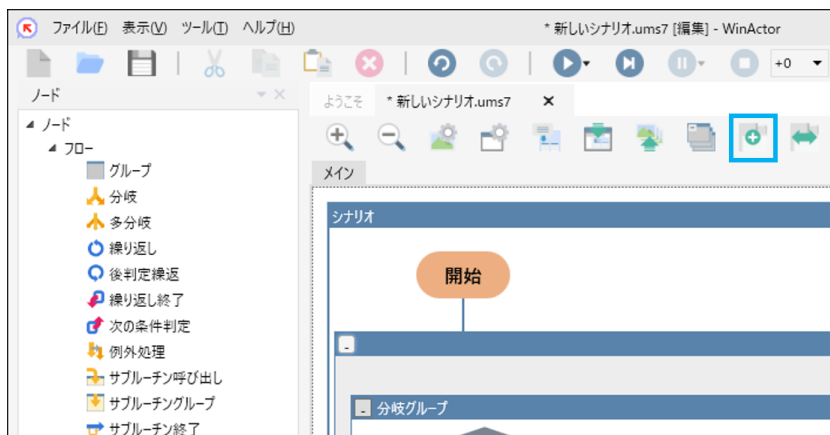 ファイル(F) 表示(V) ツール(T) ヘルプ(H) * 新しいシナリオ.ums7 [編集] - WinActor
+0
ノード
ようこそ * 新しいシナリオ.ums7
ノード
フロー
グループ
分岐
多分岐
繰り返し
後判定繰返
繰り返し終了
次の条件判定
例外処理
サブルーチン呼び出し
サブルーチングループ
サブルーチン終了
メイン
シナリオ
開始
分岐グループ